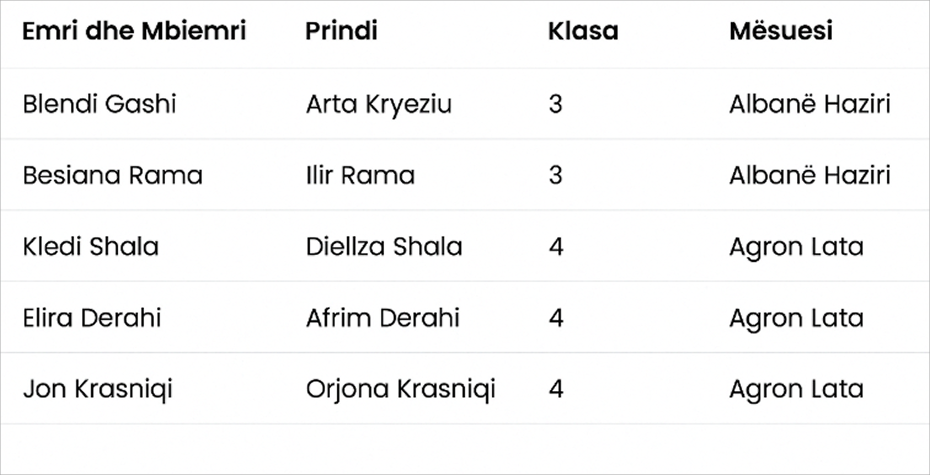 Emri dhe Mbiemri Prindi Klasa Mësuesi
Blendi Gashi Arta Kryeziu 3 Albanë Haziri
Besiana Rama Ilir Rama 3 Albanë Haziri
Kledi Shala Diellza Shala 4 Agron Lata
Elira Derahi Afrim Derahi 4 Agron Lata
Jon Krasniqi Orjona Krasniqi 4 Agron Lata